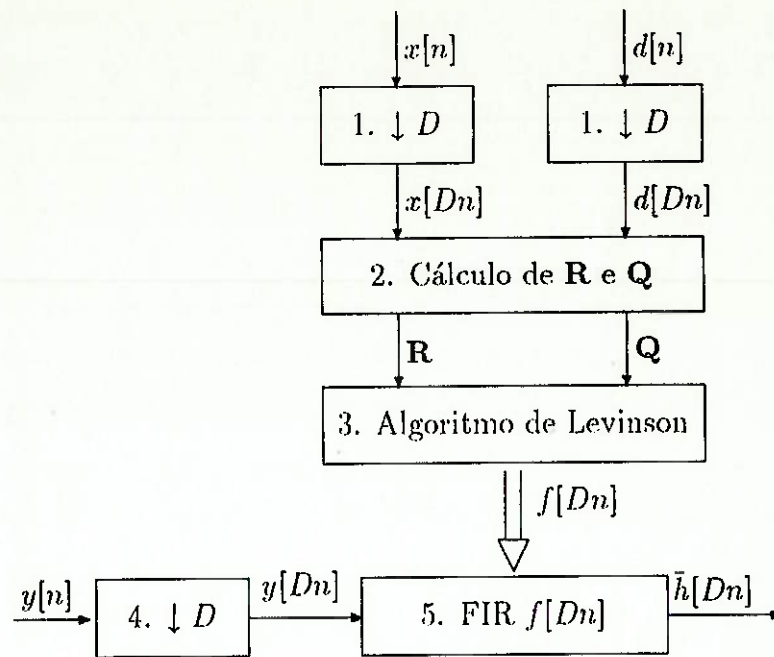 x[n] d[n]
1. ↓ D 1. ↓ D
x[Dn] d[Dn]
2. Cálculo de R e Q
R Q
3. Algoritmo de Levinson
f[Dn]
y[n] 4. ↓ D y[Dn] 5. FIR f[Dn] h̄[Dn]